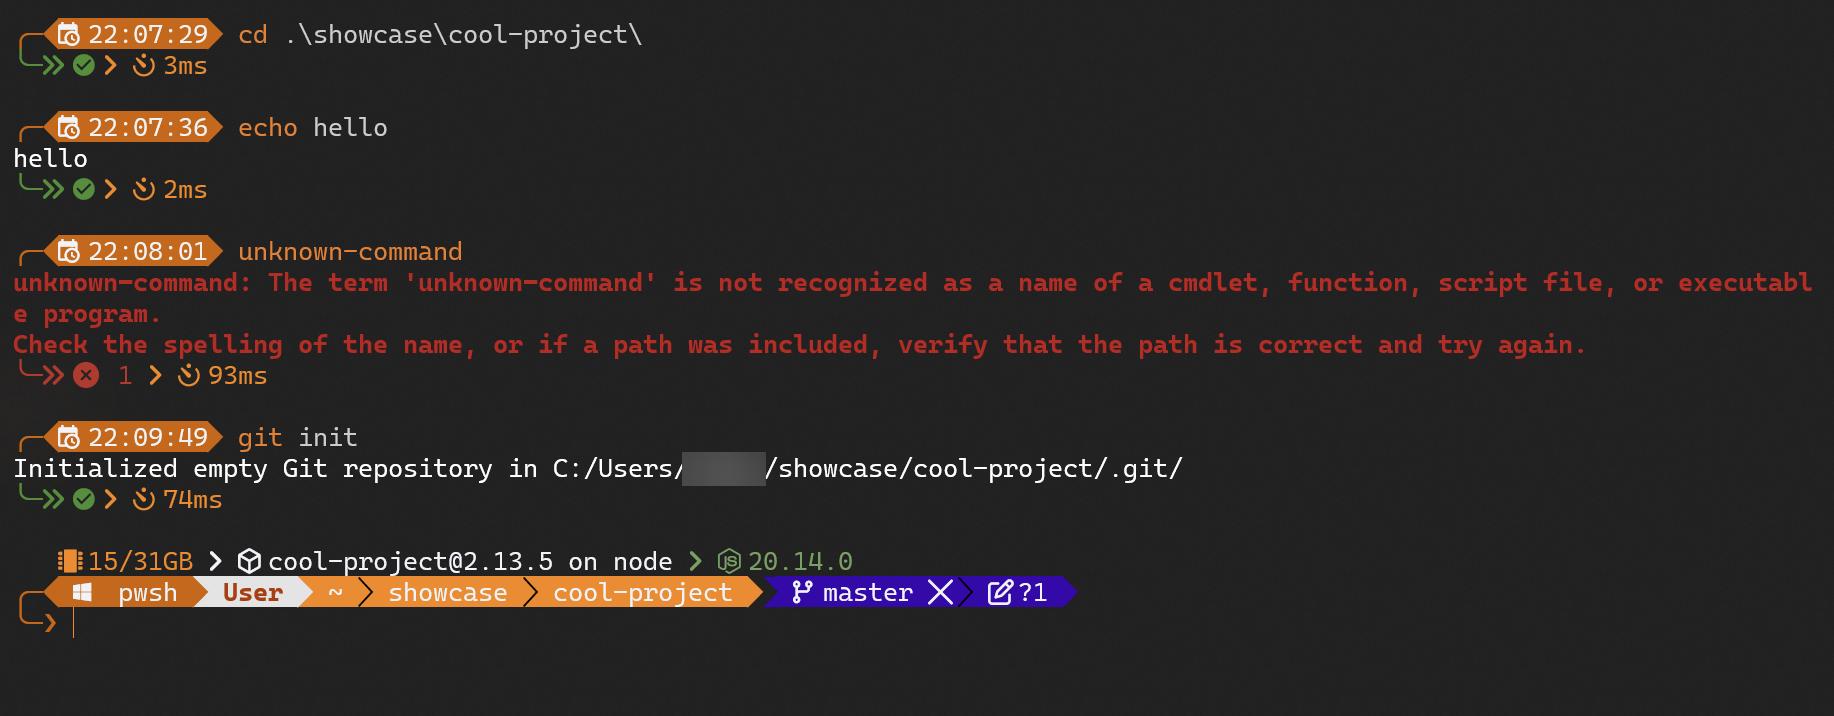 22:07:29 cd .\showcase\cool-project\
3ms
22:07:36 echo hello
hello
2ms
22:08:01 unknown-command
unknown-command: The term 'unknown-command' is not recognized as a name of a cmdlet, function, script file, or executabl
e program.
Check the spelling of the name, or if a path was included, verify that the path is correct and try again.
1 93ms
22:09:49 git init
Initialized empty Git repository in C:/Users/ /showcase/cool-project/.git/
74ms
15/31GB cool-project@2.13.5 on node JS 20.14.0
pwsh User ~ showcase cool-project master ?1